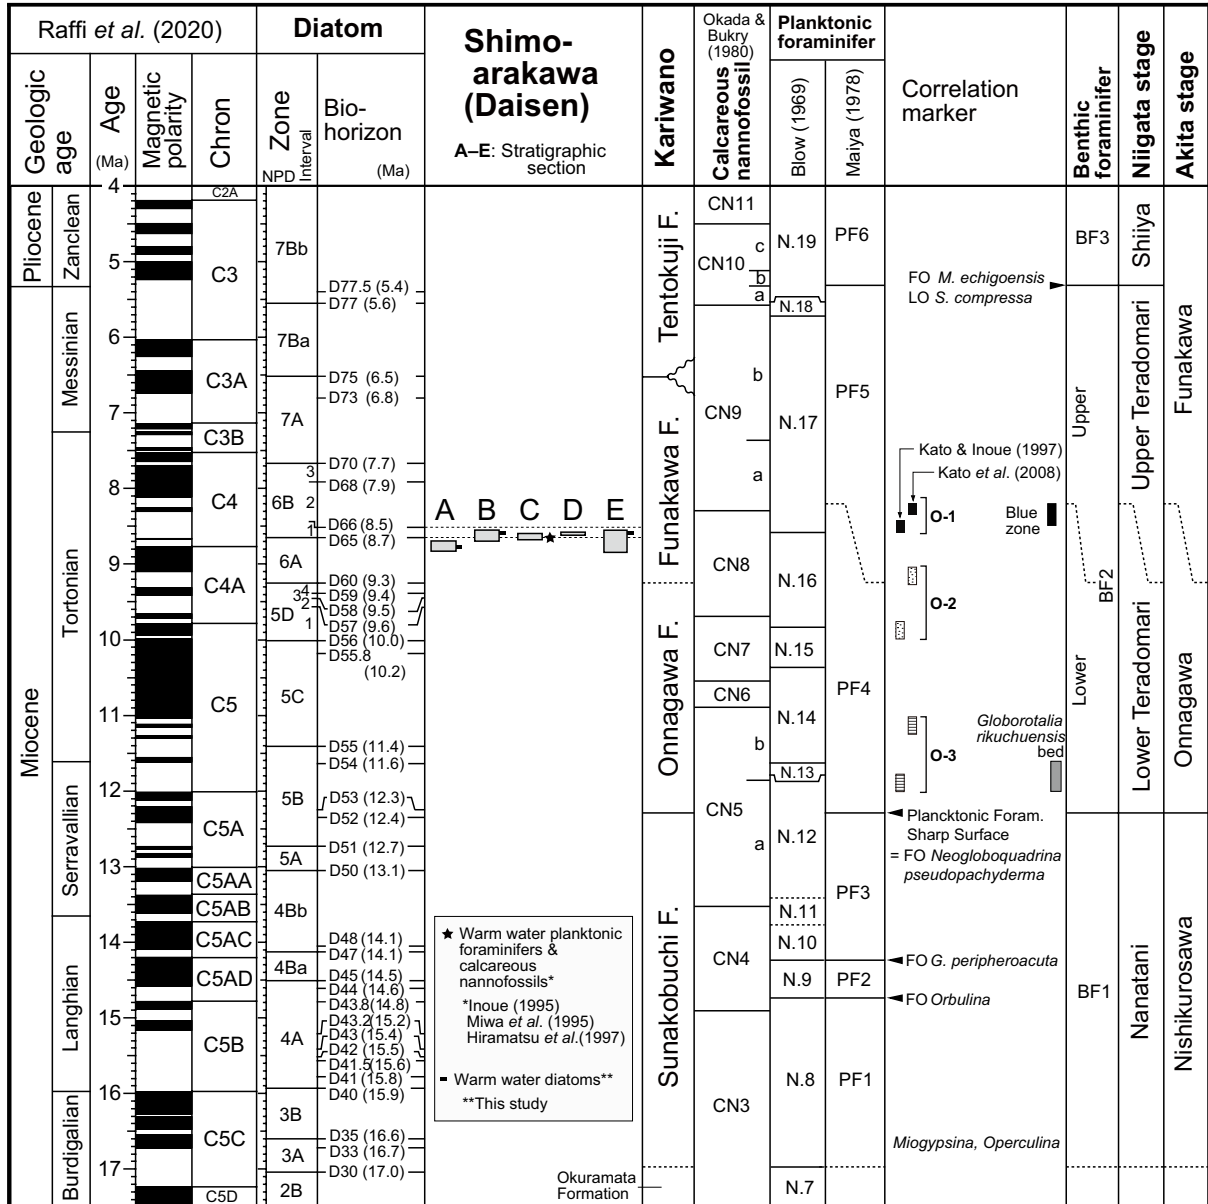 Raffi et al. (2020)
Diatom
Shimo-
arakawa
(Daisen)
A–E: Stratigraphic
section
Kariwano
Okada &
Bukry
(1980)
Calcareous
nannofossil
Planktonic
foraminifer
Blow (1969)
Maiya (1978)
Correlation
marker
Benthic
foraminifer
Niigata stage
Akita stage
Geologic
age
Age
(Ma)
Magnetic
polarity
Chron
Zone
NPD
Interval
Bio-
horizon
(Ma)
Pliocene
Miocene
Zanclean
Messinian
Tortonian
Serravallian
Langhian
Burdigalian
4
5
6
7
8
9
10
11
12
13
14
15
16
17
C2A
C3
C3A
C3B
C4
C4A
C5
C5A
C5AA
C5AB
C5AC
C5AD
C5B
C5C
C5D
7Bb
7Ba
7A
6B
3
2
1
6A
5D
4
3
2
1
5C
5B
5A
4Bb
4Ba
4A
3B
3A
2B
D77.5 (5.4)
D77 (5.6)
D75 (6.5)
D73 (6.8)
D70 (7.7)
D68 (7.9)
D66 (8.5)
D65 (8.7)
D60 (9.3)
D59 (9.4)
D58 (9.5)
D57 (9.6)
D56 (10.0)
D55.8
(10.2)
D55 (11.4)
D54 (11.6)
D53 (12.3)
D52 (12.4)
D51 (12.7)
D50 (13.1)
D48 (14.1)
D47 (14.1)
D45 (14.5)
D44 (14.6)
D43.8 (14.8)
D43.2(15.2)
D43 (15.4)
D42 (15.5)
D41.5(15.6)
D41 (15.8)
D40 (15.9)
D35 (16.6)
D33 (16.7)
D30 (17.0)
A B C D E
★ Warm water planktonic
foraminifers &
calcareous
nannofossils*
*Inoue (1995)
Miwa et al. (1995)
Hiramatsu et al.(1997)
Warm water diatoms**
**This study
Okuramata
Formation
Tentokuji F.
Funakawa F.
Onnagawa F.
Sunakobuchi F.
CN11
CN10
c
b
a
CN9
b
a
CN8
CN7
CN6
CN5
b
a
CN4
CN3
N.19
N.18
N.17
N.16
N.15
N.14
N.13
N.12
N.11
N.10
N.9
N.8
N.7
PF6
PF5
PF4
PF3
PF2
PF1
FO M. echigoensis
LO S. compressa
Kato & Inoue (1997)
Kato et al. (2008)
O-1
Blue
zone
O-2
O-3
Globorotalia
rikuchuensis
bed
Plancktonic Foram.
Sharp Surface
= FO Neogloboquadrina
pseudopachyderma
FO G. peripheroacuta
FO Orbulina
Miogypsina, Operculina
BF3
Upper
BF2
Lower
BF1
Shiiya
Upper Teradomari
Lower Teradomari
Nanatani
Funakawa
Onnagawa
Nishikurosawa